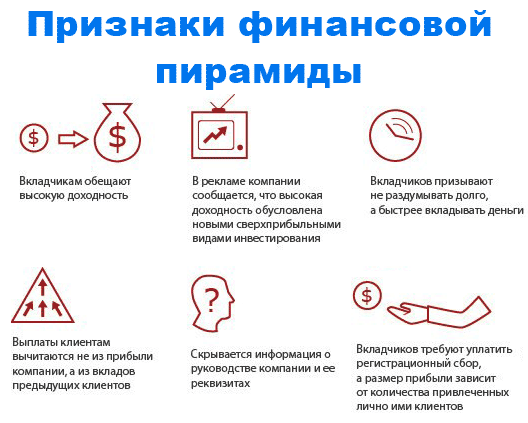 Признаки финансовой
пирамиды
$
$
Вкладчикам обещают
высокую доходность
В рекламе компании
сообщается, что высокая
доходность обусловлена
новыми сверхприбыльными
видами инвестирования
Вкладчиков призывают
не раздумывать долго,
а быстрее вкладывать деньги
Выплаты клиентам
вычитаются не из прибыли
компании, а из вкладов
предыдущих клиентов
?
Скрывается информация о
руководстве компании и ее
реквизитах
$
Вкладчиков требуют уплатить
регистрационный сбор,
а размер прибыли зависит
от количества привлеченных
лично ими клиентов